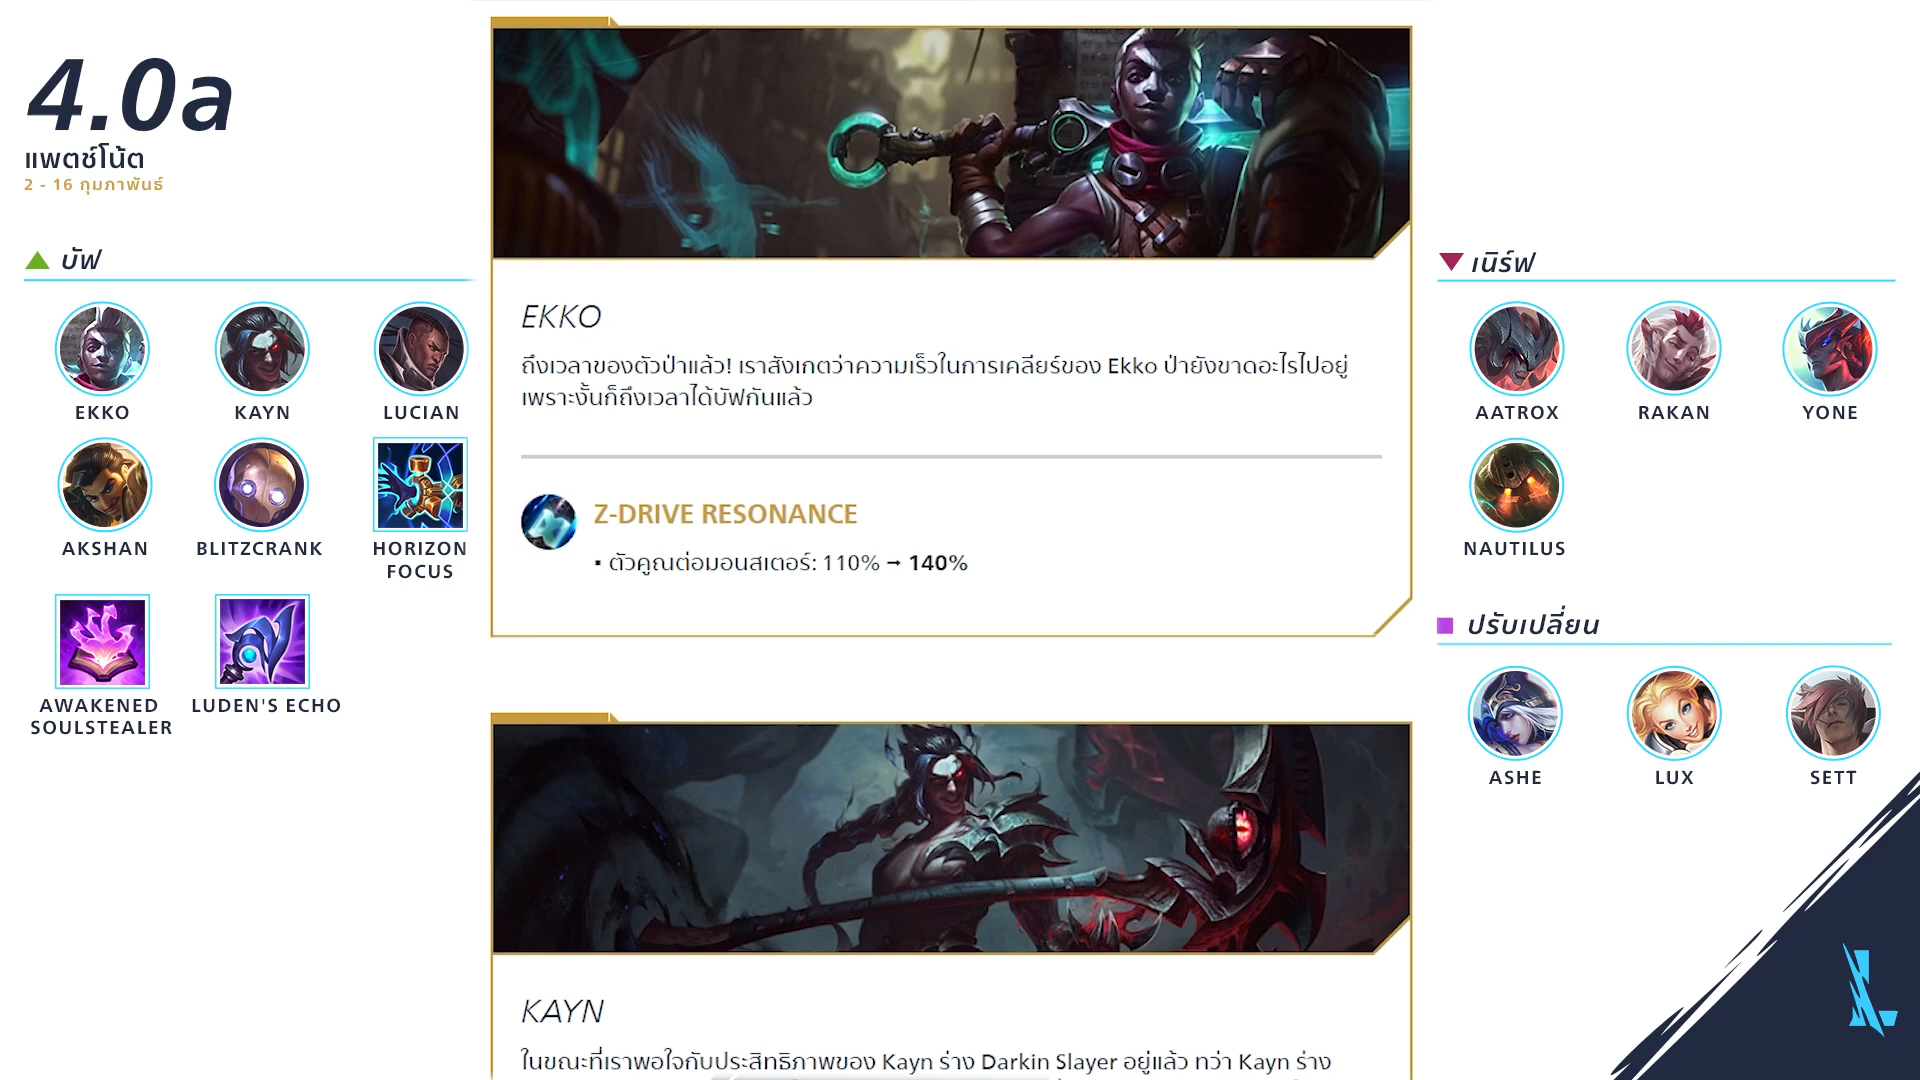 4.0a
แพตช์โน้ต
2 - 16 กุมภาพันธ์
บัฟ
EKKO
KAYN
LUCIAN
AKSHAN
BLITZCRANK
HORIZON
FOCUS
AWAKENED
SOULSTEALER
LUDEN'S ECHO
EKKO
ถึงเวลาของตัวป่าแล้ว! เราสังเกตว่าความเร็วในการเคลียร์ของ Ekko ป่ายังขาดอะไรไปอยู่
เพราะงั้นก็ถึงเวลาได้บัฟกันแล้ว
Z-DRIVE RESONANCE
▪ ตัวคูณต่อมอนสเตอร์: 110% → 140%
KAYN
ในขณะที่เราพอใจกับประสิทธิภาพของ Kayn ร่าง Darkin Slayer อยู่แล้ว ทว่า Kayn ร่าง
เนิร์ฟ
AATROX
RAKAN
YONE
NAUTILUS
ปรับเปลี่ยน
ASHE
LUX
SETT